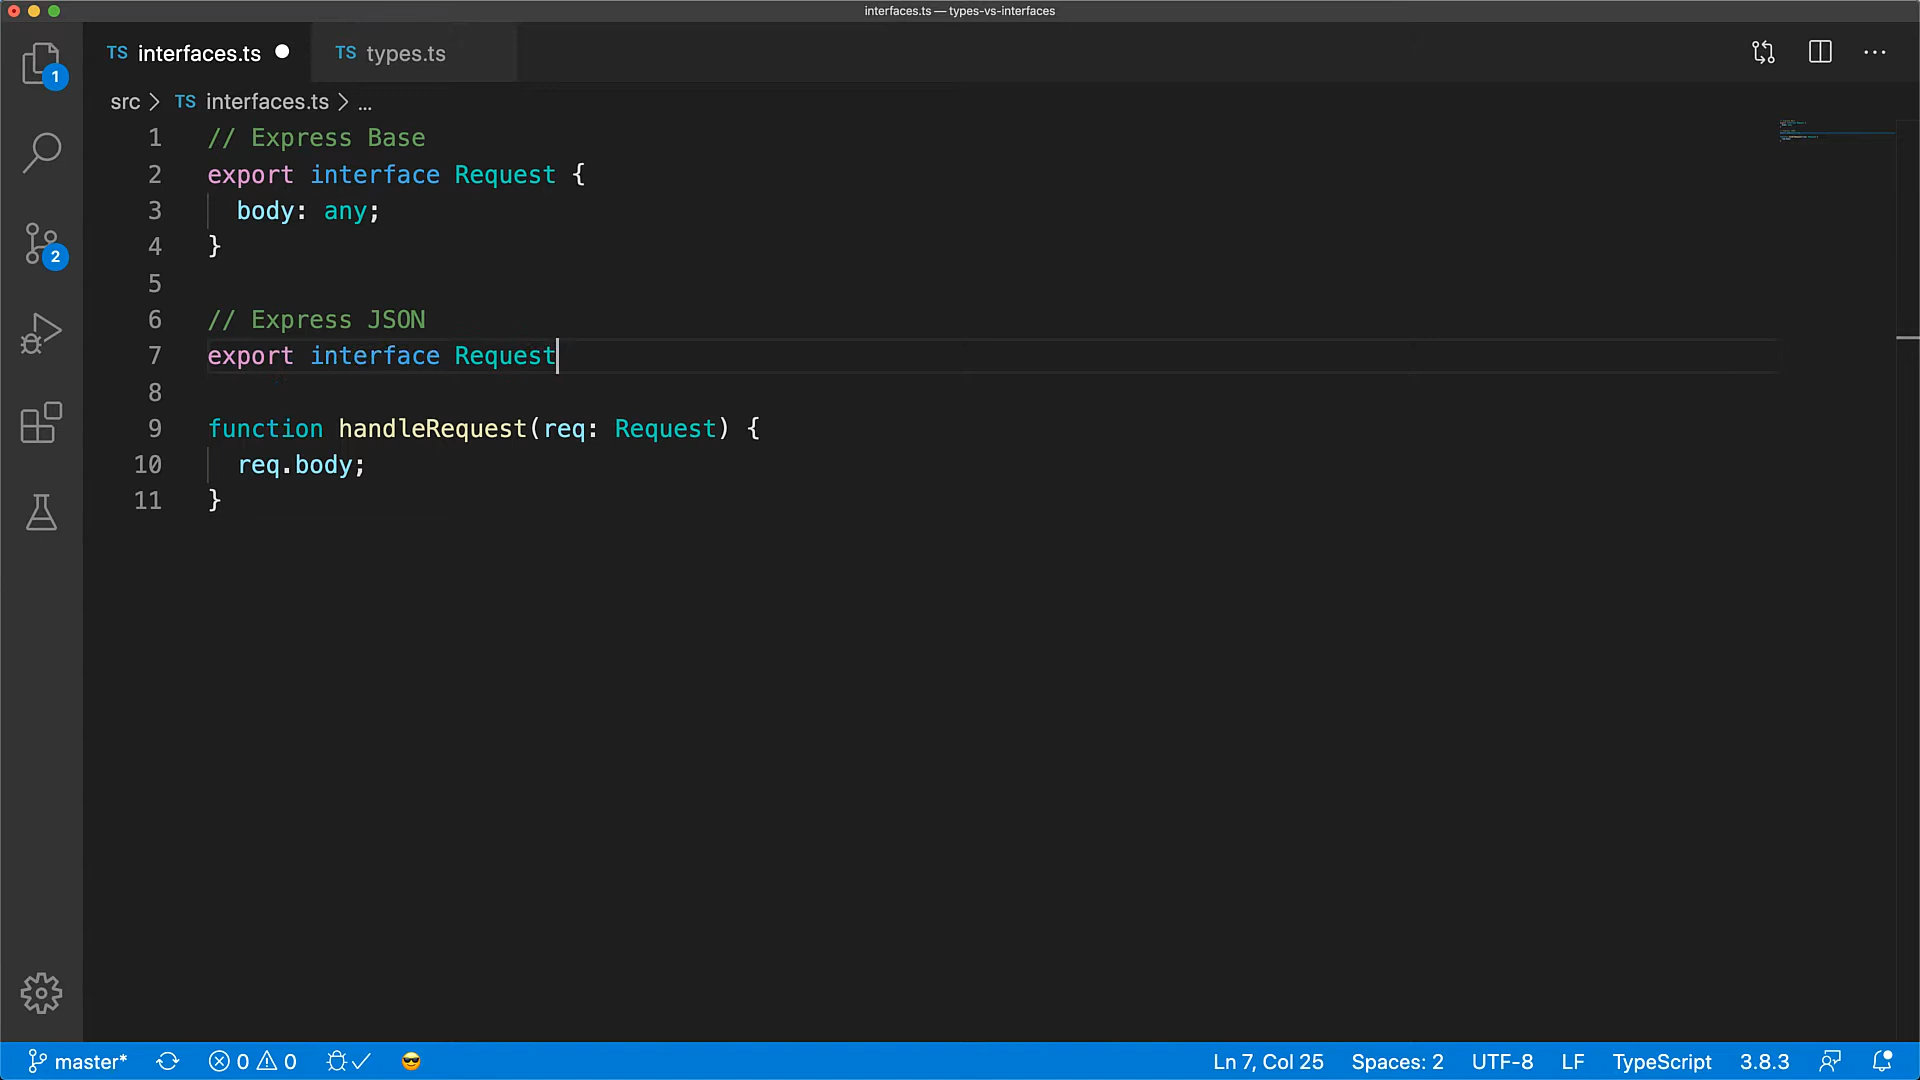 interfaces.ts — types-vs-interfaces
TS interfaces.ts
TS types.ts
src > TS interfaces.ts > ...
1
1 // Express Base
2 export interface Request {
3 body: any;
4 }
5
6 // Express JSON
7 export interface Request
8
9 function handleRequest(req: Request) {
10 req.body;
11 }
2
master* 0 0 Ln 7, Col 25 Spaces: 2 UTF-8 LF TypeScript 3.8.3